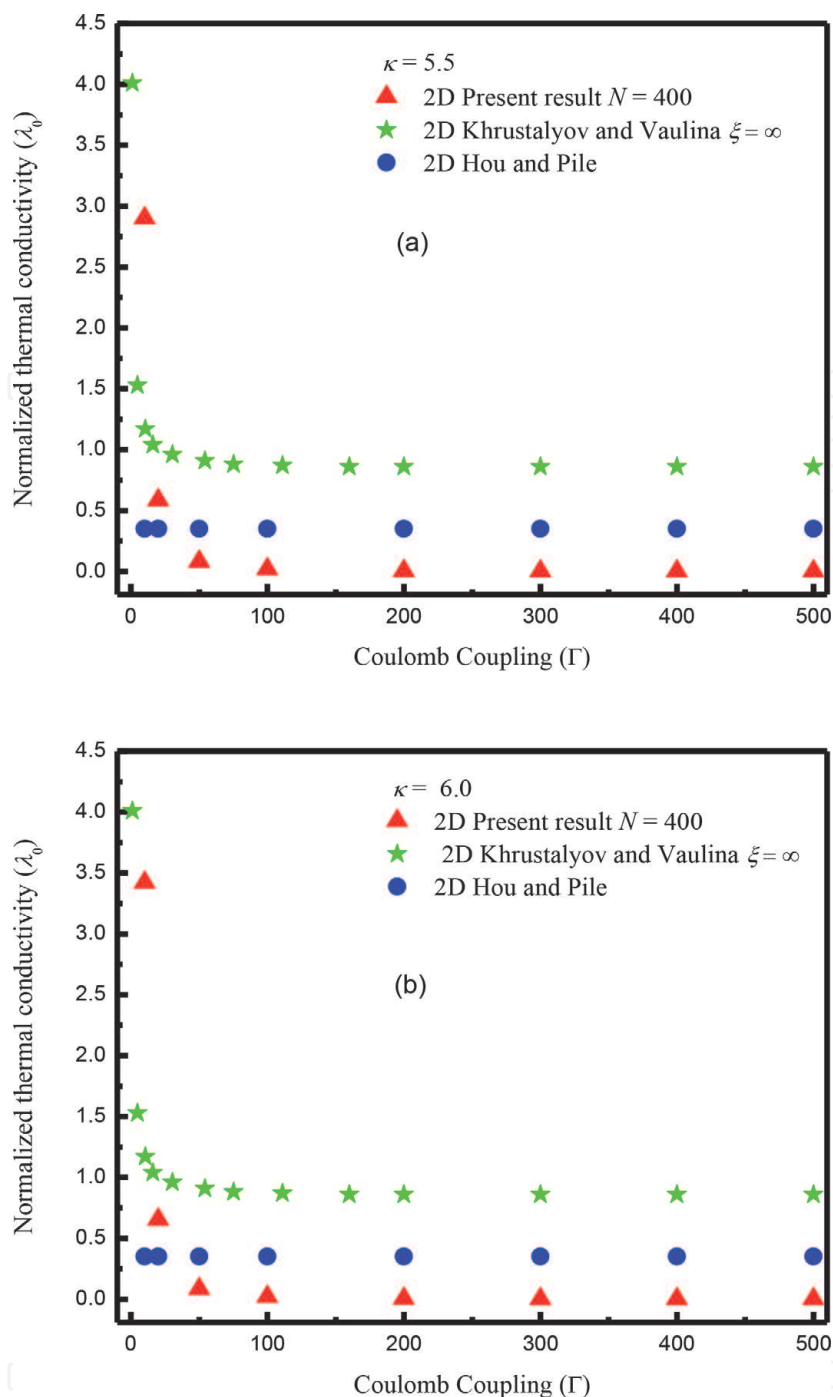 4.5
4.0
3.5
3.0
2.5
2.0
1.5
1.0
0.5
0.0
Normalized thermal conductivity (λ₀)
κ = 5.5
2D Present result N = 400
2D Khrustalyov and Vaulina ξ = ∞
2D Hou and Pile
(a)
0 100 200 300 400 500
Coulomb Coupling (Γ)
4.5
4.0
3.5
3.0
2.5
2.0
1.5
1.0
0.5
0.0
Normalized thermal conductivity (λ₀)
κ = 6.0
2D Present result N = 400
2D Khrustalyov and Vaulina ξ = ∞
2D Hou and Pile
(b)
0 100 200 300 400 500
Coulomb Coupling (Γ)